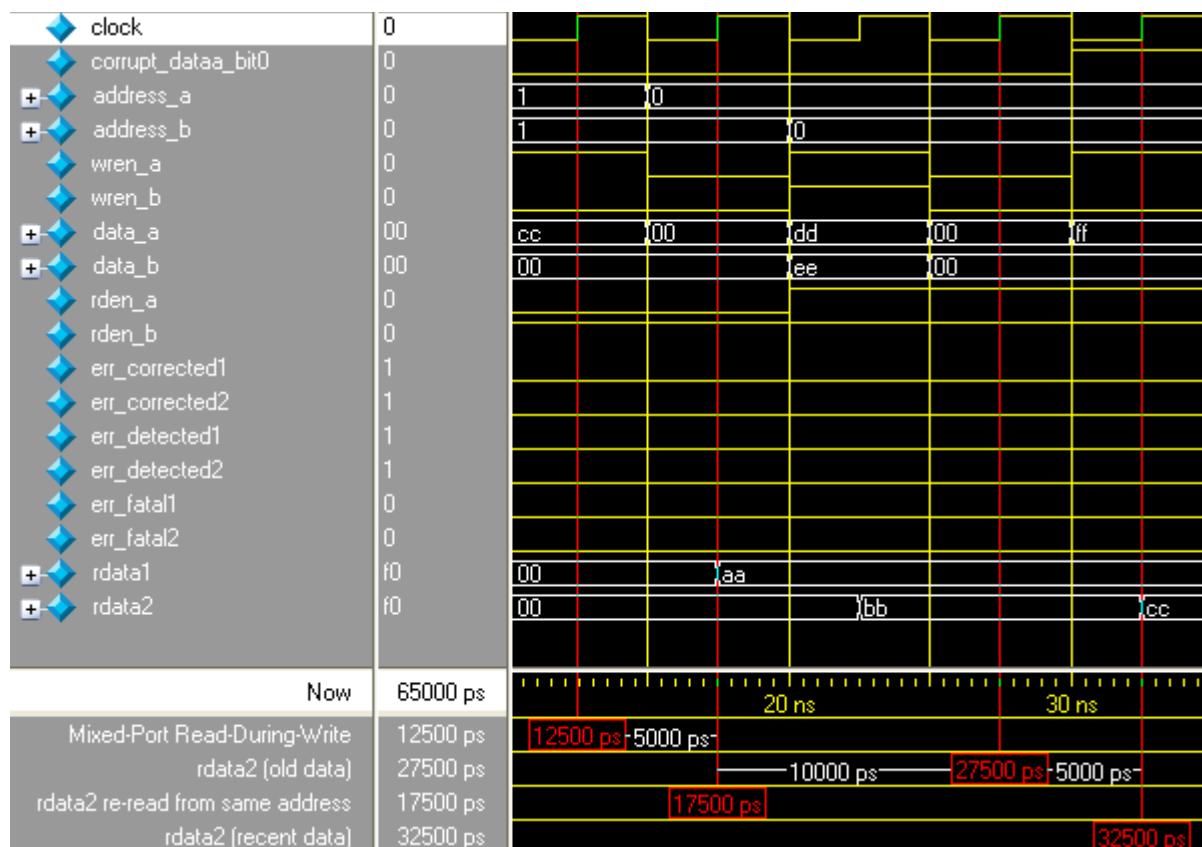 clock 0
corrupt_dataa_bit0 0
address_a 0 1 0
address_b 0 1 0
wren_a 0
wren_b 0
data_a 00 cc 00 dd 00 ff
data_b 00 00 ee 00
rden_a 0
rden_b 0
err_corrected1 1
err_corrected2 1
err_detected1 1
err_detected2 1
err_fatal1 0
err_fatal2 0
rdata1 f0 00 aa
rdata2 f0 00 bb cc
Now 65000 ps 20 ns 30 ns
Mixed-Port Read-During-Write 12500 ps 12500 ps 5000 ps
rdata2 (old data) 27500 ps 10000 ps 27500 ps 5000 ps
rdata2 re-read from same address 17500 ps 17500 ps
rdata2 (recent data) 32500 ps 32500 ps